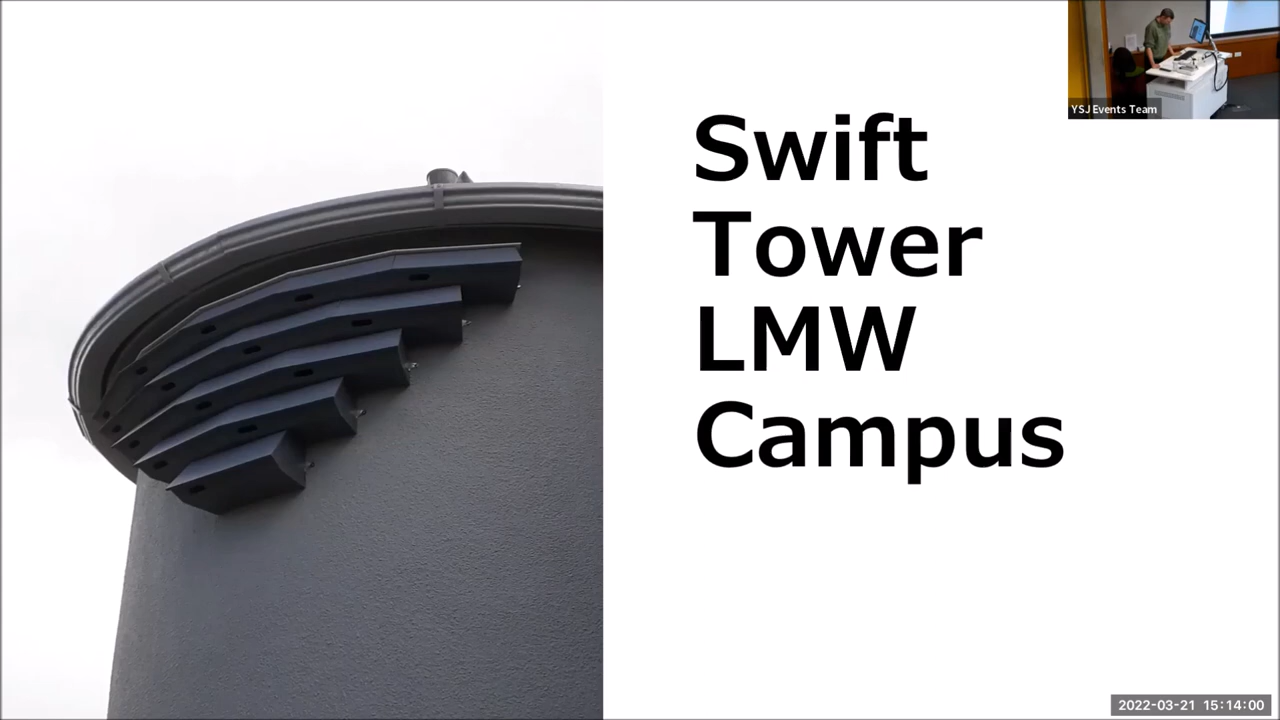 YSJ Events Team
Swift
Tower
LMW
Campus
2022-03-21 15:14:00